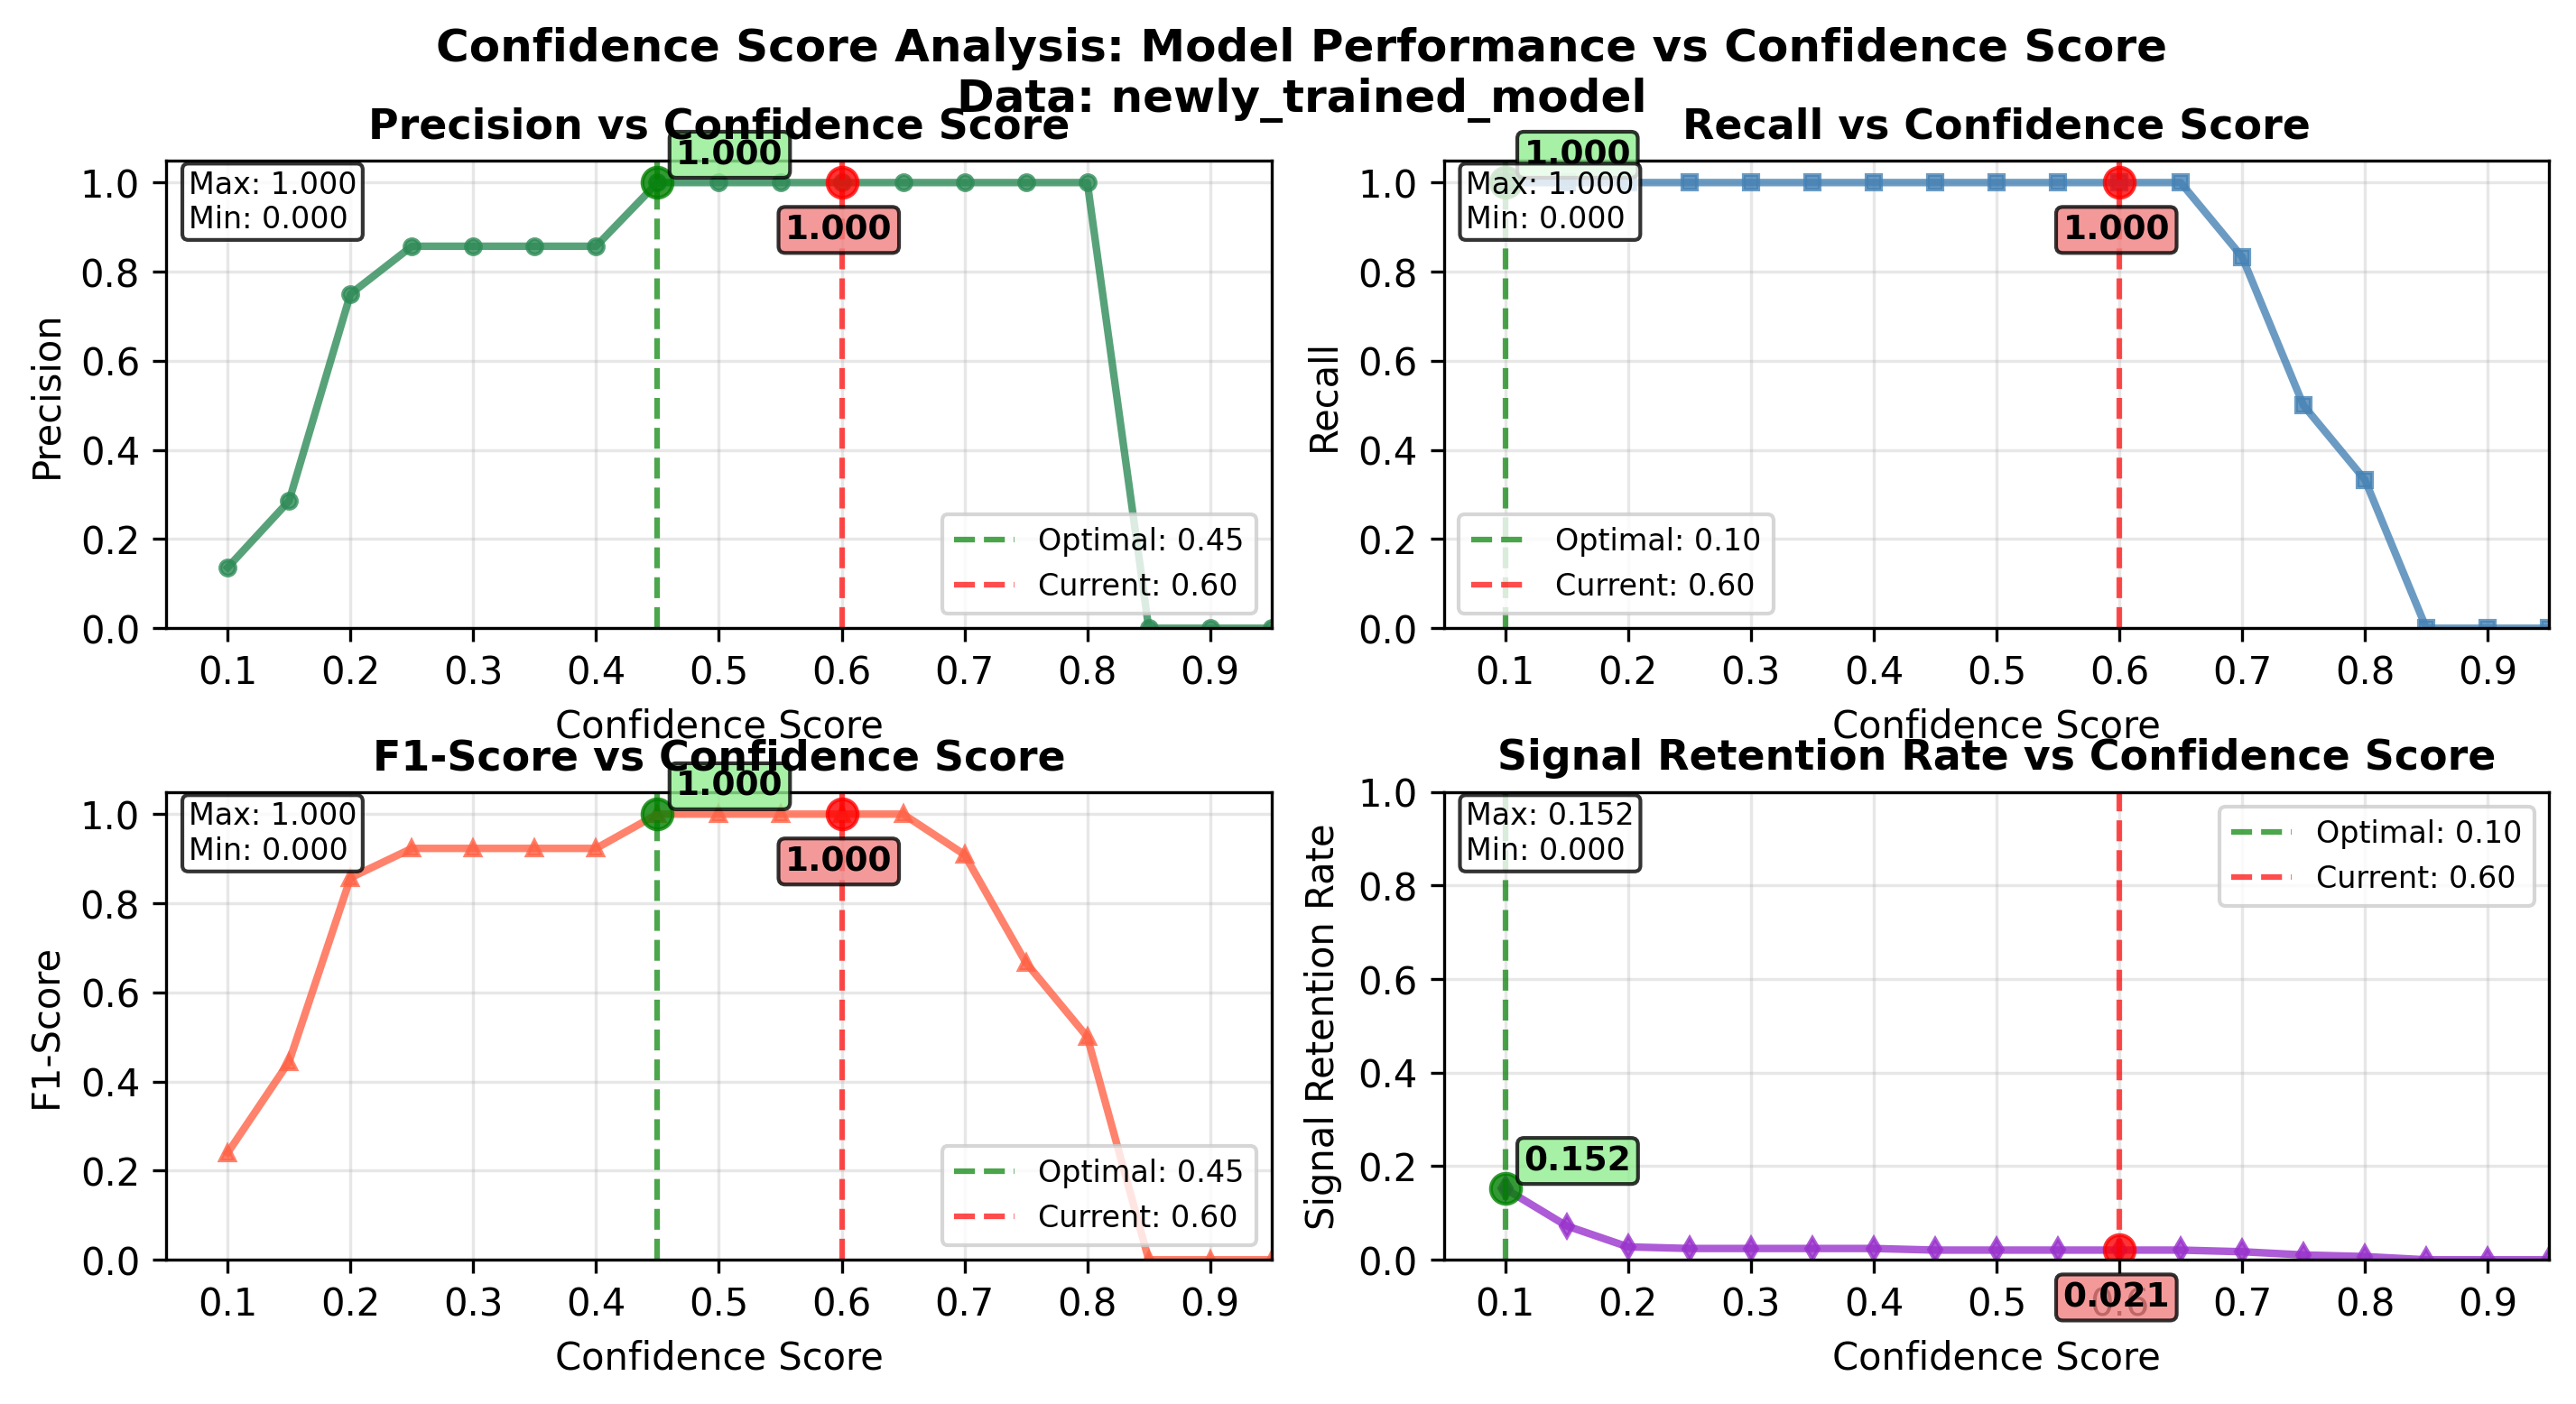 Confidence Score Analysis: Model Performance vs Confidence Score
Data: newly_trained_model
Precision vs Confidence Score
1.000
Max: 1.000
Min: 0.000
1.000
1.0
0.8
0.6
0.4
0.2
0.0
Precision
Optimal: 0.45
Current: 0.60
0.1 0.2 0.3 0.4 0.5 0.6 0.7 0.8 0.9
Confidence Score
Recall vs Confidence Score
1.000
Max: 1.000
Min: 0.000
1.000
1.0
0.8
0.6
0.4
0.2
0.0
Recall
Optimal: 0.10
Current: 0.60
0.1 0.2 0.3 0.4 0.5 0.6 0.7 0.8 0.9
Confidence Score
F1-Score vs Confidence Score
1.000
Max: 1.000
Min: 0.000
1.000
1.0
0.8
0.6
0.4
0.2
0.0
F1-Score
Optimal: 0.45
Current: 0.60
0.1 0.2 0.3 0.4 0.5 0.6 0.7 0.8 0.9
Confidence Score
Signal Retention Rate vs Confidence Score
Max: 0.152
Min: 0.000
Optimal: 0.10
Current: 0.60
1.0
0.8
0.6
0.4
0.2
0.0
Signal Retention Rate
0.152
0.021
0.1 0.2 0.3 0.4 0.5 0.6 0.7 0.8 0.9
Confidence Score